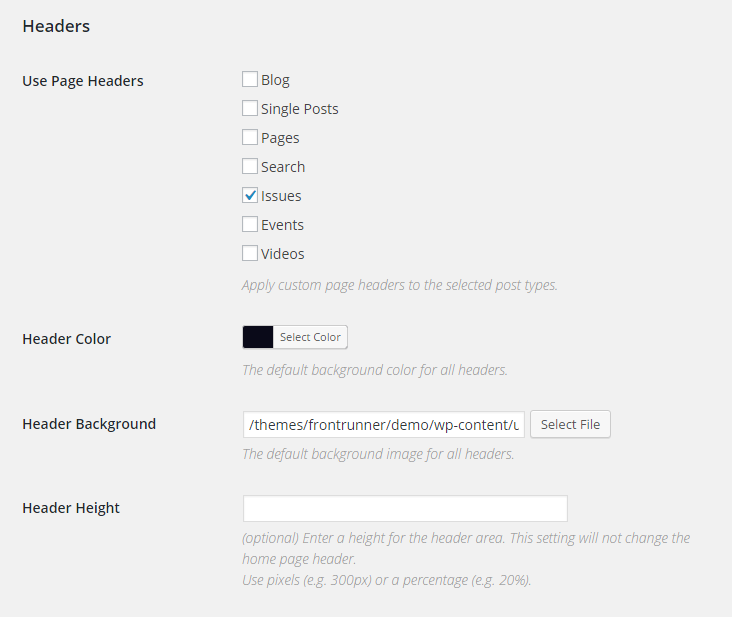 Headers
Use Page Headers
Blog
Single Posts
Pages
Search
Issues
Events
Videos
Apply custom page headers to the selected post types.
Header Color
Select Color
The default background color for all headers.
Header Background
/themes/frontrunner/demo/wp-content/u
Select File
The default background image for all headers.
Header Height
(optional) Enter a height for the header area. This setting will not change the
home page header.
Use pixels (e.g. 300px) or a percentage (e.g. 20%).